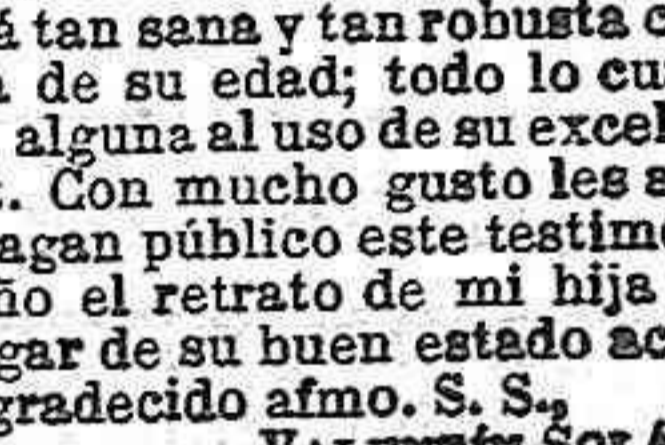 á tan sana y tan robusta c
de su edad; todo lo cu
alguna al uso de su excel
. Con mucho gusto les a
agan público este testim
ño el retrato de mi hija
gar de su buen estado ac
gradecido afmo. S. S.,